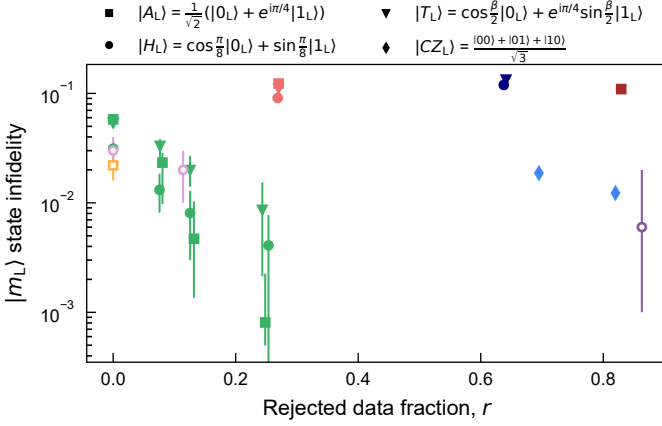 |A_L⟩ = 1/√2 (|0_L⟩ + e^{iπ/4}|1_L⟩)
|T_L⟩ = cos β/2 |0_L⟩ + e^{iπ/4} sin β/2 |1_L⟩
|H_L⟩ = cos π/8 |0_L⟩ + sin π/8 |1_L⟩
|CZ_L⟩ = |00⟩ + |01⟩ + |10⟩/√3
|m_L⟩ state infidelity
10^{−1}
10^{−2}
10^{−3}
0.0 0.2 0.4 0.6 0.8
Rejected data fraction, r